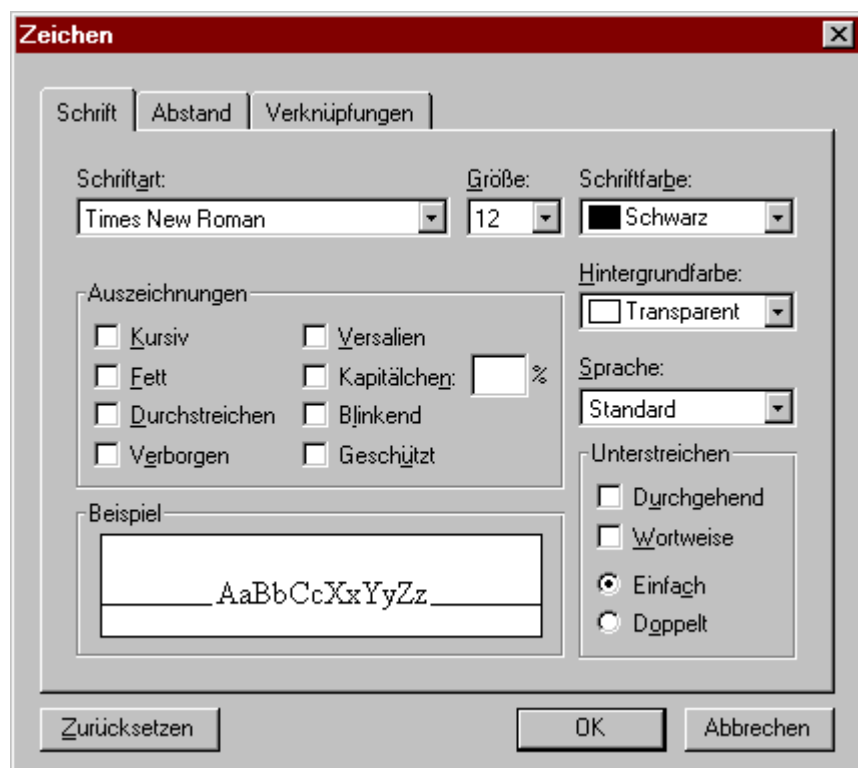 Zeichen
Schrift Abstand Verknüpfungen
Schriftart: Größe: Schriftfarbe:
Times New Roman 12 Schwarz
Hintergrundfarbe:
Transparent
Auszeichnungen
Kursiv Versalien
Fett Kapitälchen: %
Durchstreichen Blinkend
Verborgen Geschützt
Sprache:
Standard
Unterstreichen
Durchgehend
Wortweise
Einfach
Doppelt
Beispiel
AaBbCcXxYyZz
Zurücksetzen OK Abbrechen